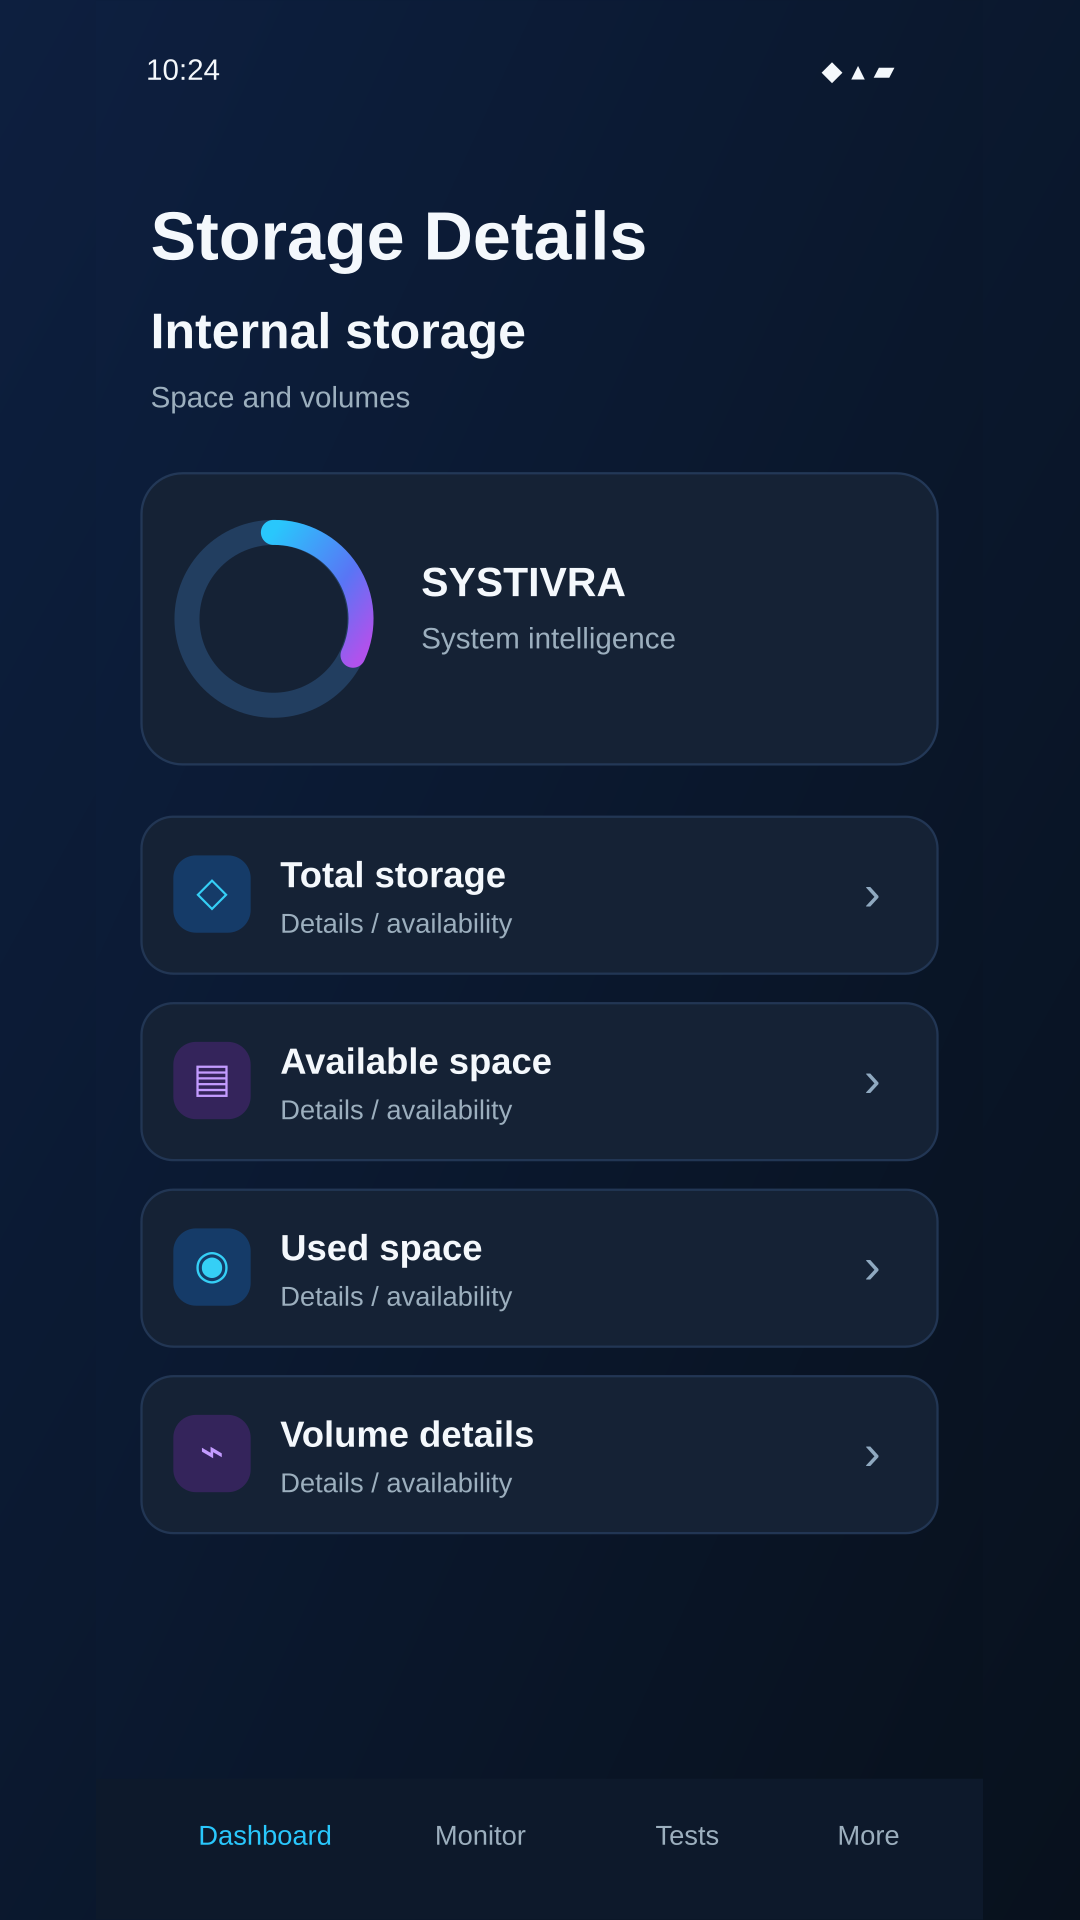 10:24
Storage Details
Internal storage
Space and volumes
SYSTIVRA
System intelligence
Total storage
Details / availability
Available space
Details / availability
Used space
Details / availability
Volume details
Details / availability
Dashboard Monitor Tests More